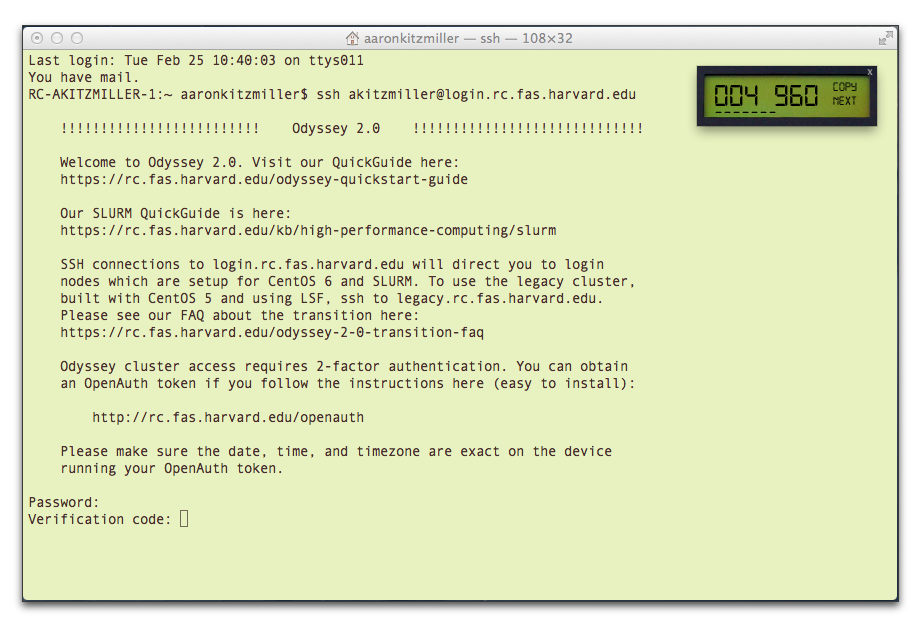 aaronkitzmiller — ssh — 108×32
Last login: Tue Feb 25 10:40:03 on ttys011
You have mail.
RC-AKITZMILLER-1:~ aaronkitzmiller$ ssh akitzmiller@login.rc.fas.harvard.edu
X
004 960
COPY
NEXT
!!!!!!!!!!!!!!!!!!!!!!!!!    Odyssey 2.0    !!!!!!!!!!!!!!!!!!!!!!!!!!!!!
Welcome to Odyssey 2.0. Visit our QuickGuide here:
https://rc.fas.harvard.edu/odyssey-quickstart-guide
Our SLURM QuickGuide is here:
https://rc.fas.harvard.edu/kb/high-performance-computing/slurm
SSH connections to login.rc.fas.harvard.edu will direct you to login
nodes which are setup for CentOS 6 and SLURM. To use the legacy cluster,
built with CentOS 5 and using LSF, ssh to legacy.rc.fas.harvard.edu.
Please see our FAQ about the transition here:
https://rc.fas.harvard.edu/odyssey-2-0-transition-faq
Odyssey cluster access requires 2-factor authentication. You can obtain
an OpenAuth token if you follow the instructions here (easy to install):
http://rc.fas.harvard.edu/openauth
Please make sure the date, time, and timezone are exact on the device
running your OpenAuth token.
Password:
Verification code: